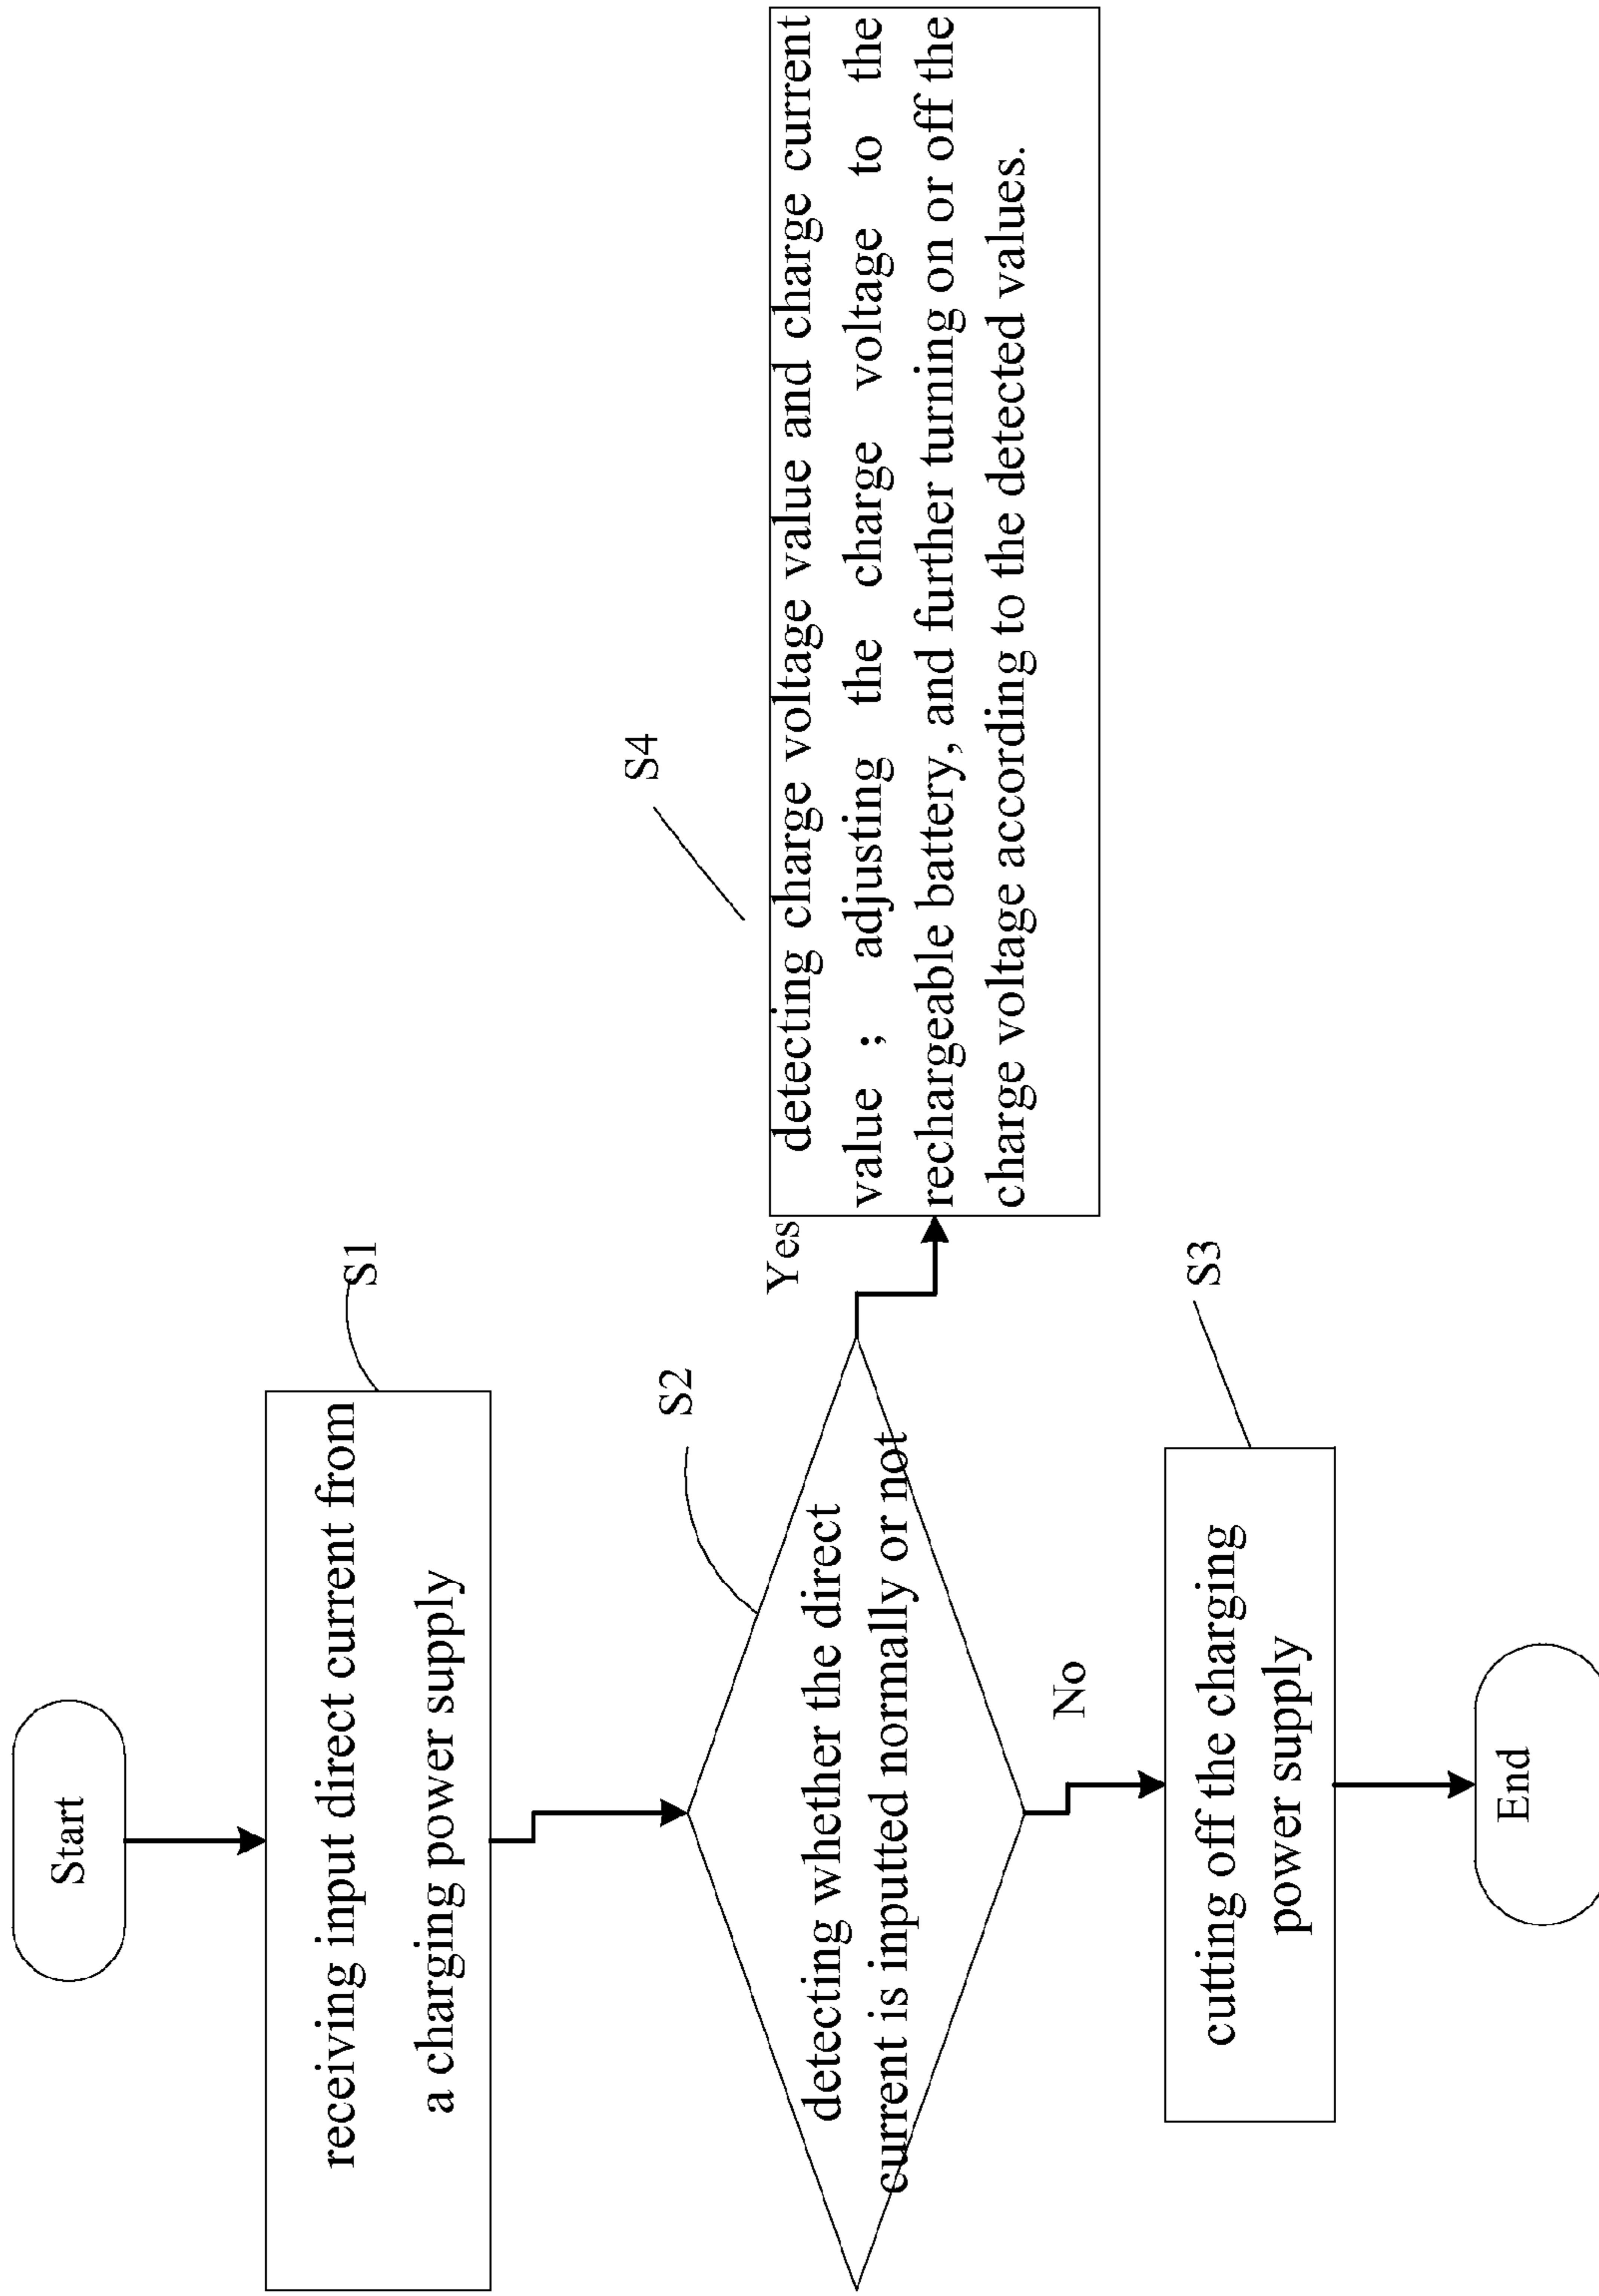 Start
S1
receiving input direct current from
a charging power supply
S2
detecting whether the direct
current is inputted normally or not
Yes
S4
detecting charge voltage value and charge current
value ; adjusting the charge voltage to the
rechargeable battery, and further turning on or off the
charge voltage according to the detected values.
No
S3
cutting off the charging
power supply
End